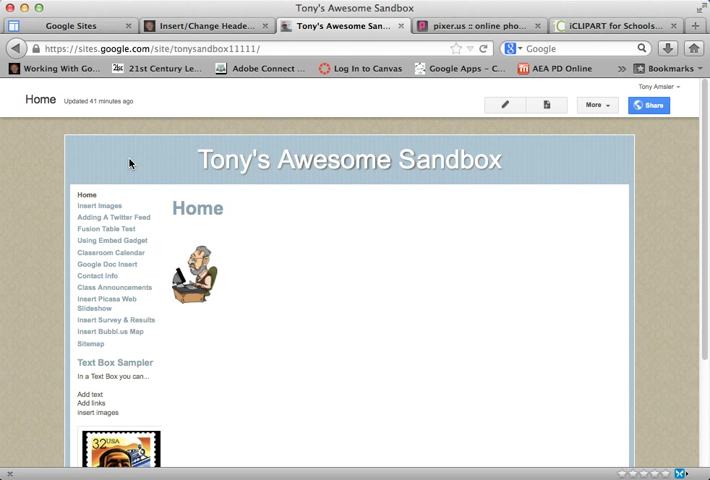 Tony's Awesome Sandbox
Google Sites
Insert/Change Heade...
Tony's Awesome San...
pixer.us :: online pho...
iCLIPART for Schools...
https://sites.google.com/site/tonysandbox11111/
Google
Working With Go...
21st Century Le...
Adobe Connect ...
Log In to Canvas
Google Apps – C...
AEA PD Online
Bookmarks
Tony Amsler
Home
Updated 41 minutes ago
More
Share
Tony's Awesome Sandbox
Home
Insert Images
Adding A Twitter Feed
Fusion Table Test
Using Embed Gadget
Classroom Calendar
Google Doc Insert
Contact Info
Class Announcements
Insert Picasa Web
Slideshow
Insert Survey & Results
Insert Bubbl.us Map
Sitemap
Home
Text Box Sampler
In a Text Box you can...
Add text
Add links
insert images
32 USA